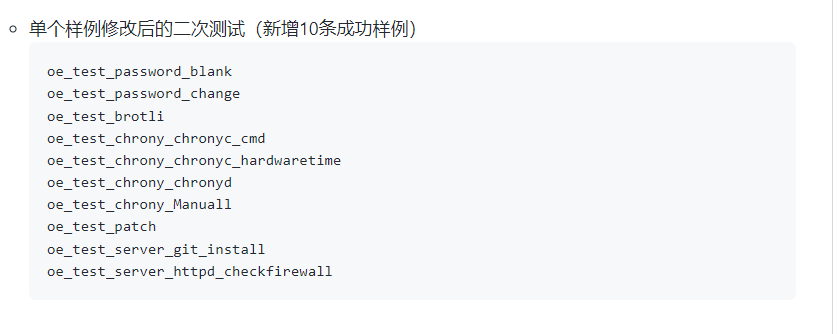 单个样例修改后的二次测试（新增10条成功样例）
oe_test_password_blank
oe_test_password_change
oe_test_brotli
oe_test_chrony_chronyc_cmd
oe_test_chrony_chronyc_hardwaretime
oe_test_chrony_chronyd
oe_test_chrony_Manuall
oe_test_patch
oe_test_server_git_install
oe_test_server_httpd_checkfirewall